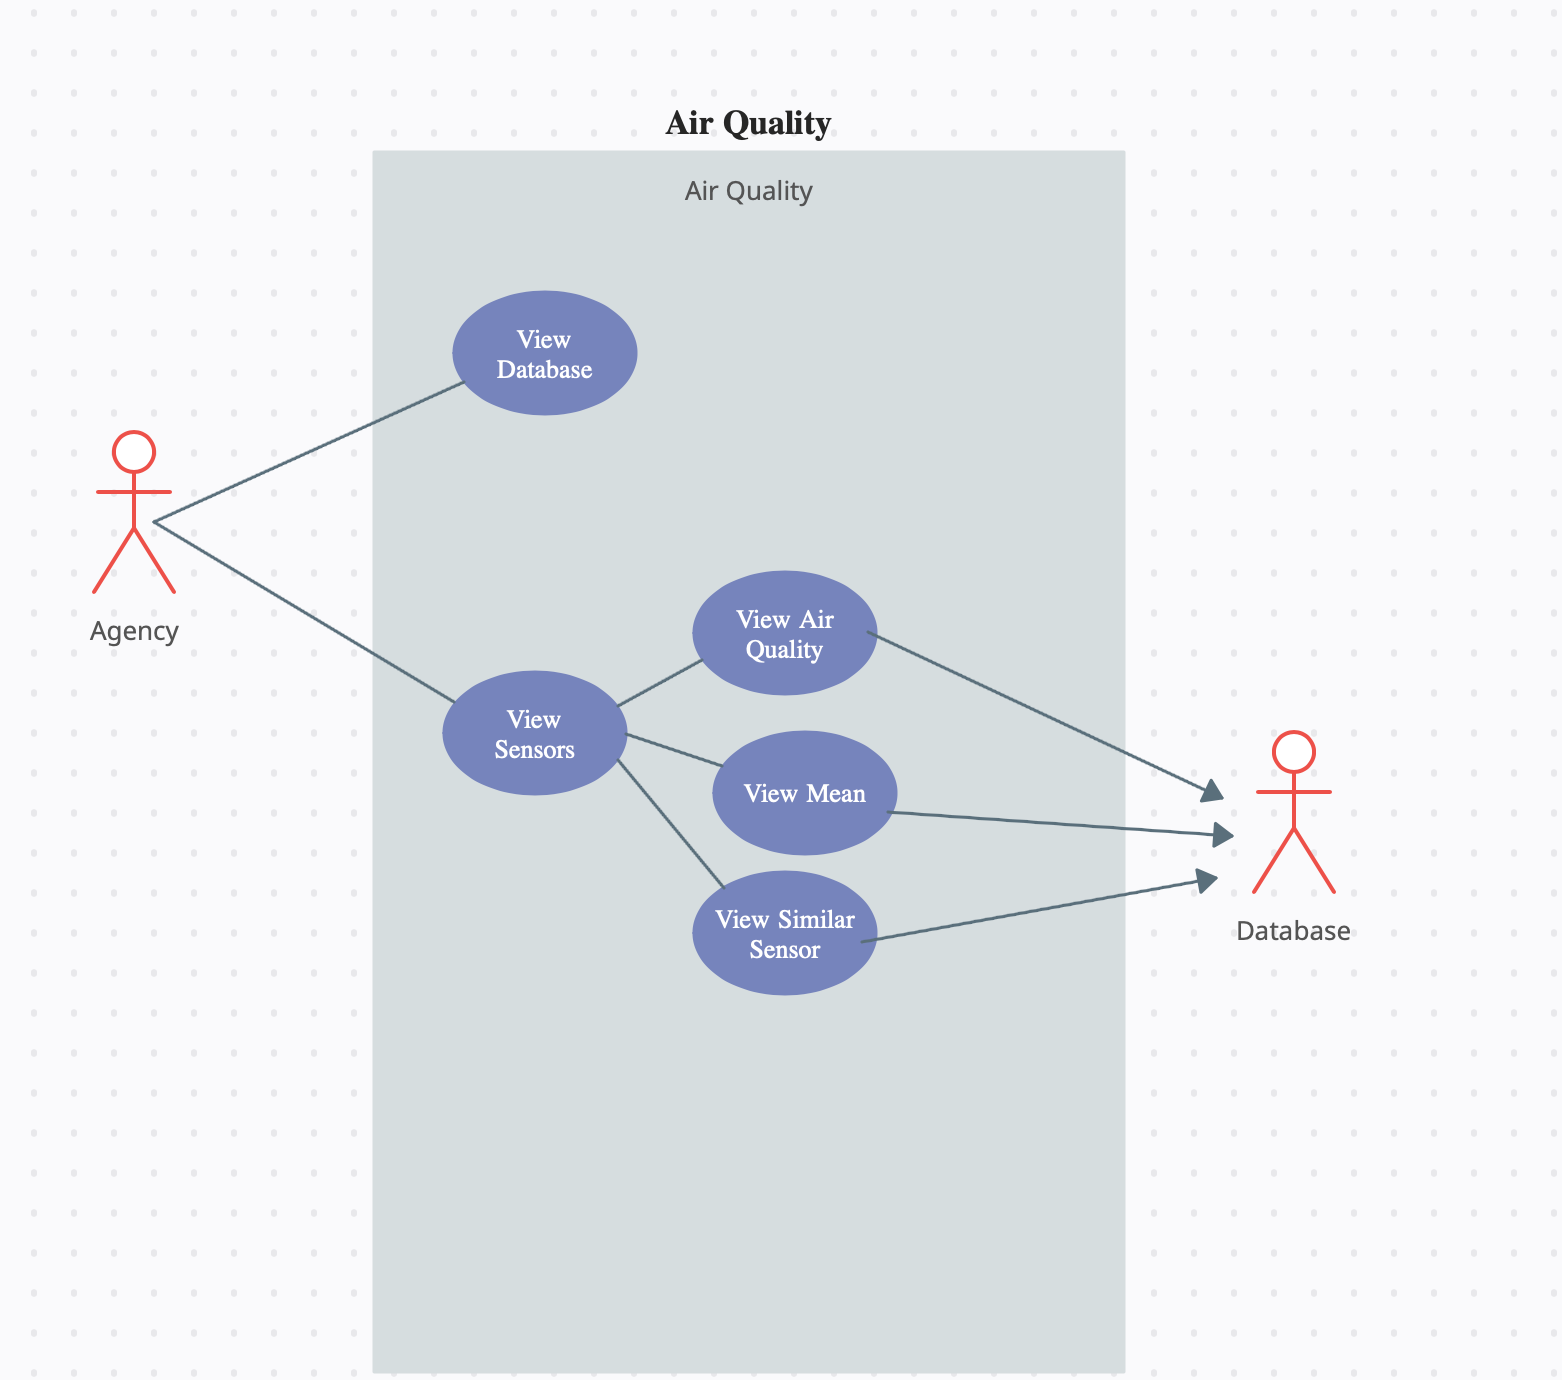 Air Quality
Air Quality
View
Database
Agency
View Air
Quality
View
Sensors
View Mean
View Similar
Sensor
Database